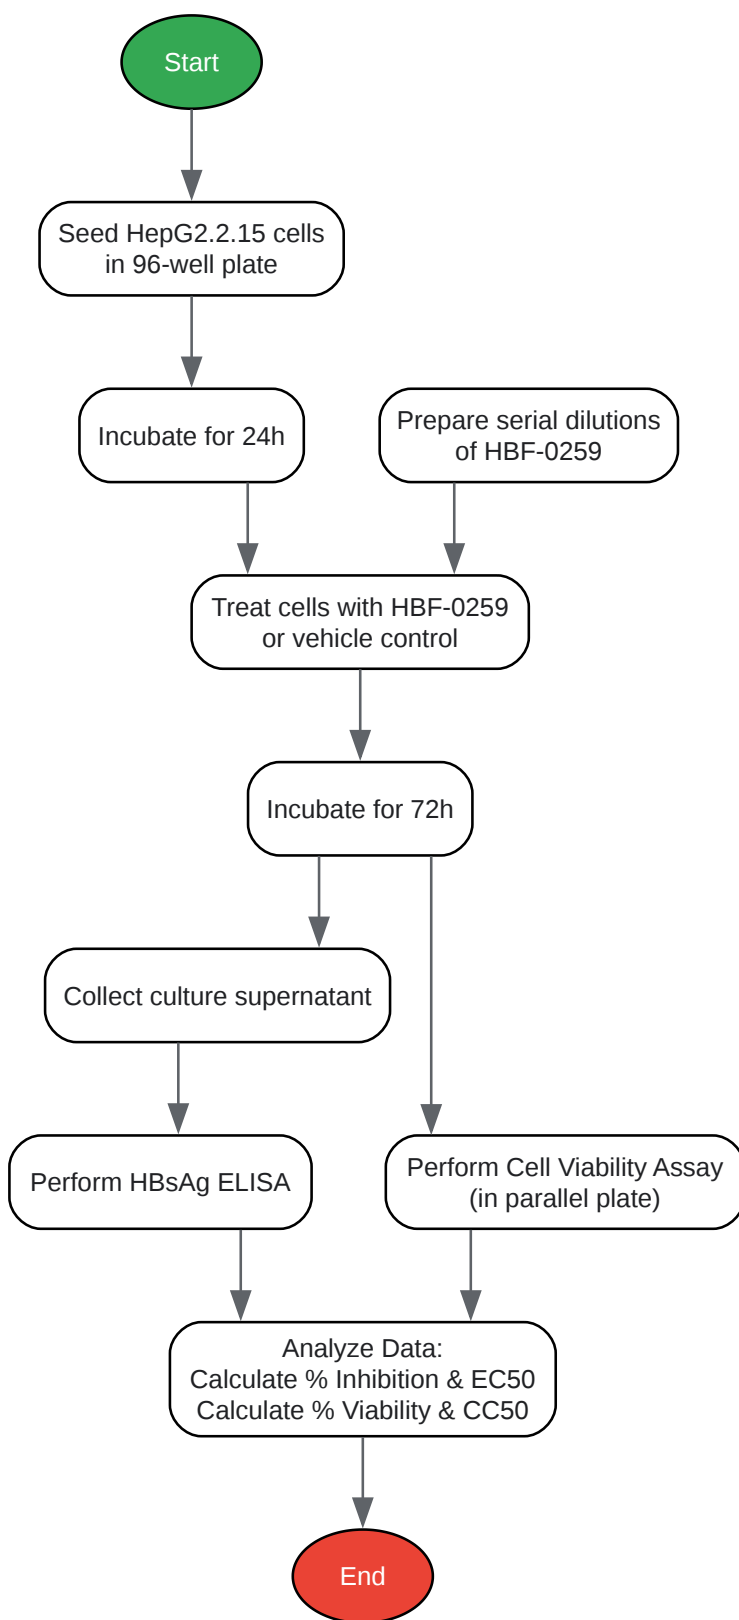 Start
Seed HepG2.2.15 cells
in 96-well plate
Incubate for 24h
Prepare serial dilutions
of HBF-0259
Treat cells with HBF-0259
or vehicle control
Incubate for 72h
Collect culture supernatant
Perform HBsAg ELISA
Perform Cell Viability Assay
(in parallel plate)
Analyze Data:
Calculate % Inhibition & EC50
Calculate % Viability & CC50
End